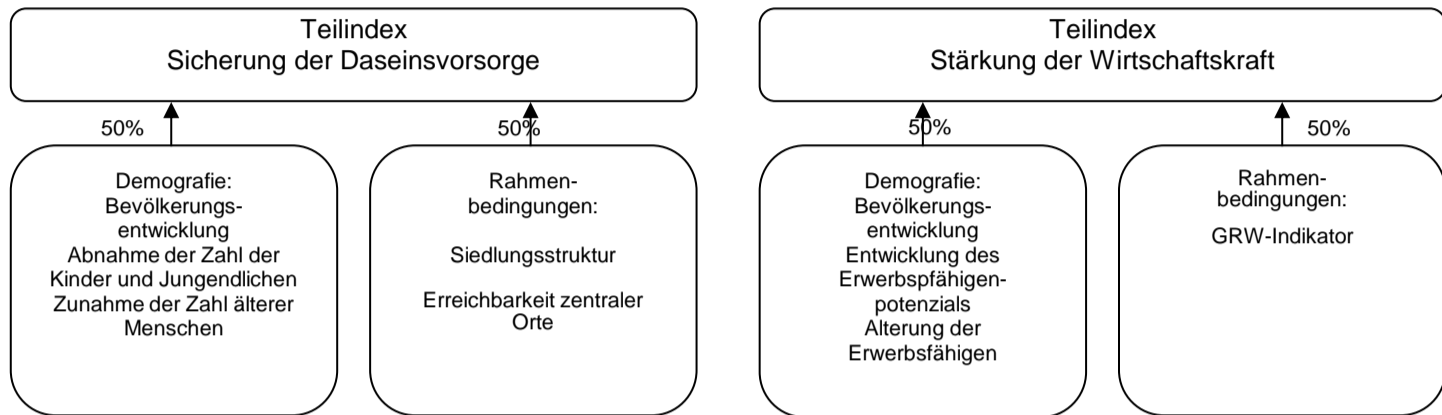 Teilindex
Sicherung der Daseinsvorsorge
50%
50%
Demografie:
Bevölkerungs-
entwicklung
Abnahme der Zahl der
Kinder und Jungendlichen
Zunahme der Zahl älterer
Menschen
Rahmen-
bedingungen:
Siedlungsstruktur
Erreichbarkeit zentraler
Orte
Teilindex
Stärkung der Wirtschaftskraft
50%
50%
Demografie:
Bevölkerungs-
entwicklung
Entwicklung des
Erwerbspfähigen-
potenzials
Alterung der
Erwerbsfähigen
Rahmen-
bedingungen:
GRW-Indikator